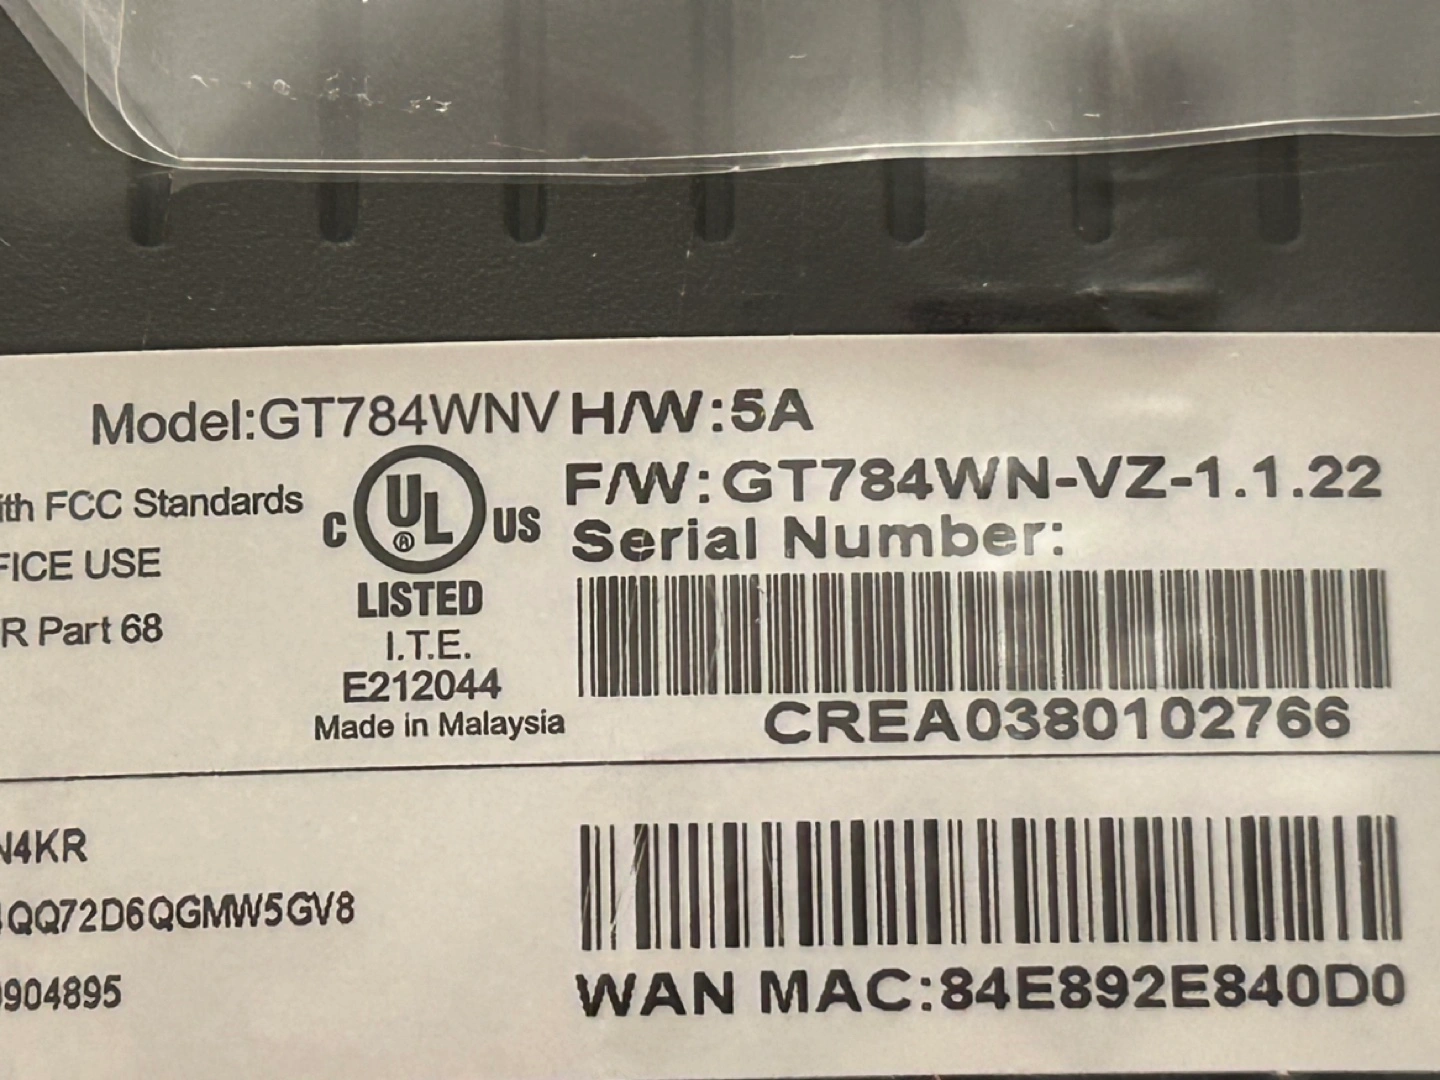 Model:GT784WNV H/W:5A
F/W:GT784WN-VZ-1.1.22
ith FCC Standards
C UL ® US
Serial Number:
FICE USE
LISTED
R Part 68
I.T.E.
E212044
Made in Malaysia
CREA0380102766
N4KR
QQ72D6QGMW5GV8
904895
WAN MAC:84E892E840D0